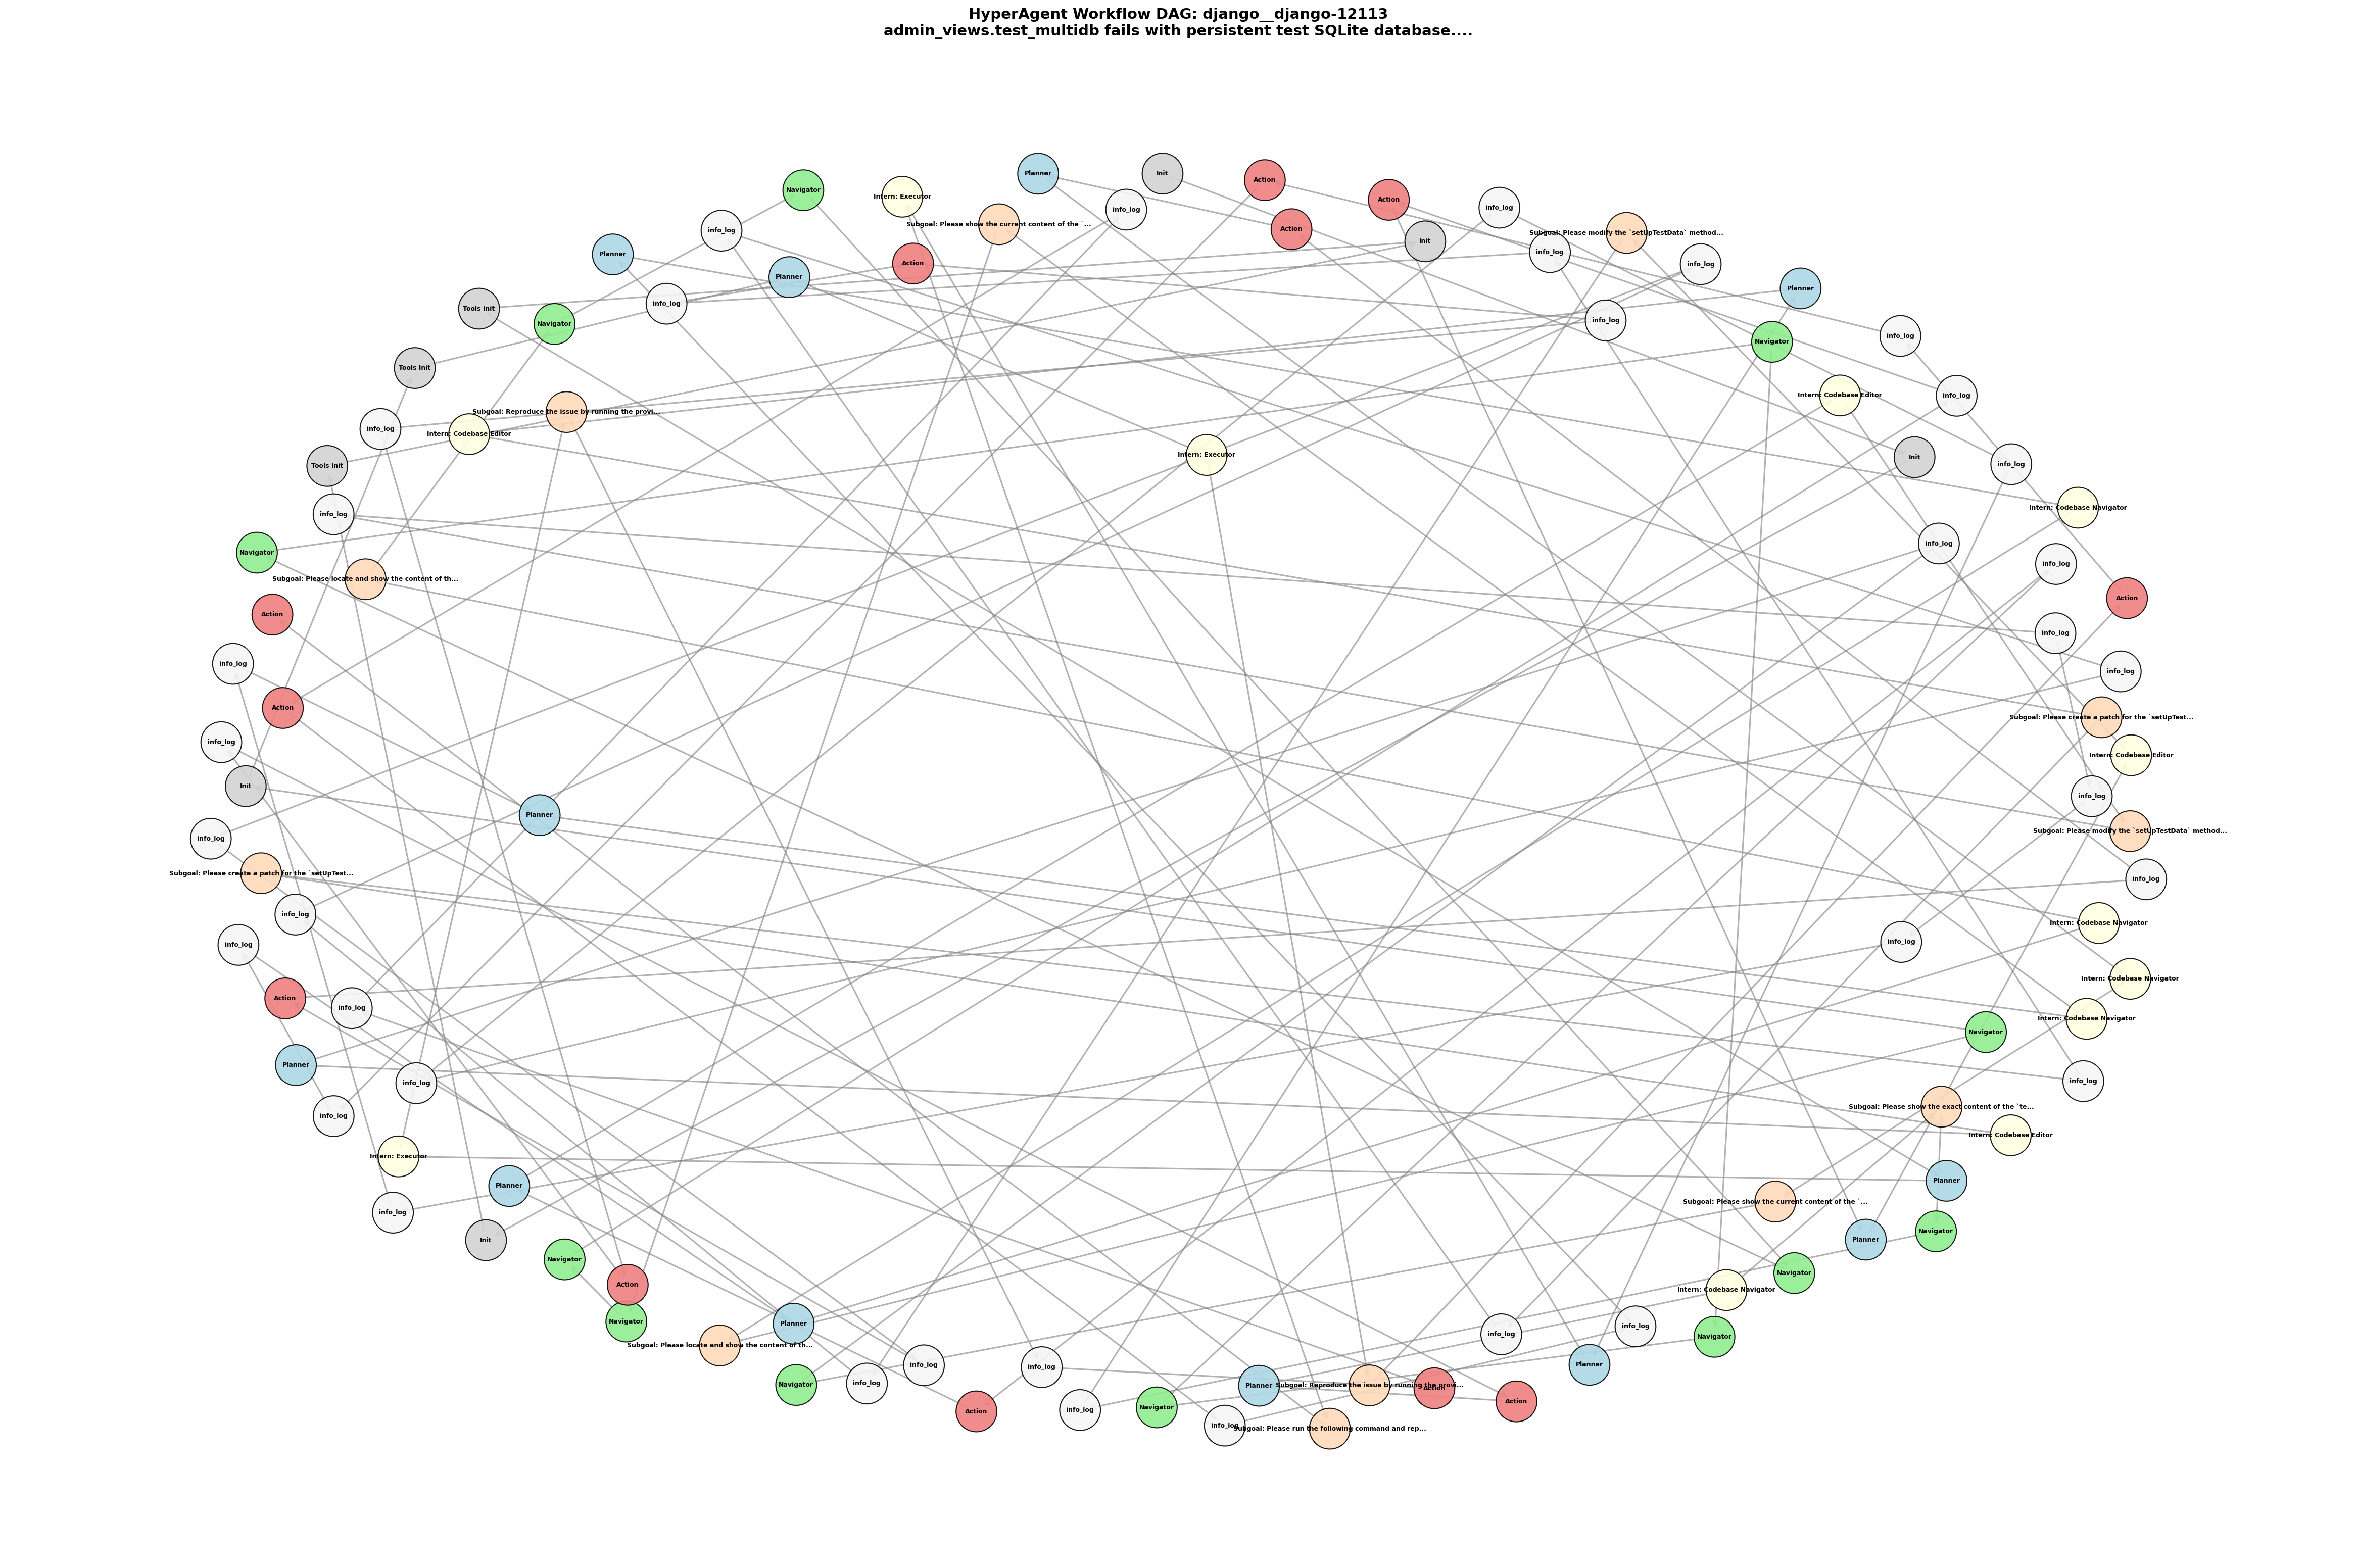 HyperAgent Workflow DAG: django__django-12113
admin_views.test_multidb fails with persistent test SQLite database....
Planner
Init
Action
Navigator
Intern: Executor
Action
info_log
info_log
Subgoal: Please show the current content of the `...
Action
info_log
Subgoal: Please modify the `setUpTestData` method...
Init
info_log
Planner
Action
info_log
Planner
Planner
info_log
Tools Init
info_log
Navigator
info_log
Navigator
Tools Init
Intern: Codebase Editor
info_log
Subgoal: Reproduce the issue by running the provi...
info_log
Intern: Codebase Editor
Intern: Executor
Init
info_log
Tools Init
Intern: Codebase Navigator
info_log
info_log
Navigator
info_log
Subgoal: Please locate and show the content of th...
Action
Action
info_log
info_log
info_log
Action
Subgoal: Please create a patch for the `setUpTest...
info_log
Intern: Codebase Editor
Init
info_log
Planner
Subgoal: Please modify the `setUpTestData` method...
info_log
Subgoal: Please create a patch for the `setUpTest...
info_log
info_log
Intern: Codebase Navigator
info_log
info_log
Intern: Codebase Navigator
Action
info_log
Intern: Codebase Navigator
Navigator
Planner
info_log
info_log
Subgoal: Please show the exact content of the `te...
info_log
Intern: Codebase Editor
Intern: Executor
Planner
Planner
Subgoal: Please show the current content of the `...
info_log
Navigator
Init
Planner
Navigator
Navigator
Action
Intern: Codebase Navigator
Navigator
Planner
info_log
info_log
Navigator
Subgoal: Please locate and show the content of th...
Planner
info_log
info_log
info_log
Navigator
Planner
Subgoal: Reproduce the issue by running the provi...
Action
Action
Navigator
info_log
Action
info_log
Subgoal: Please run the following command and rep...